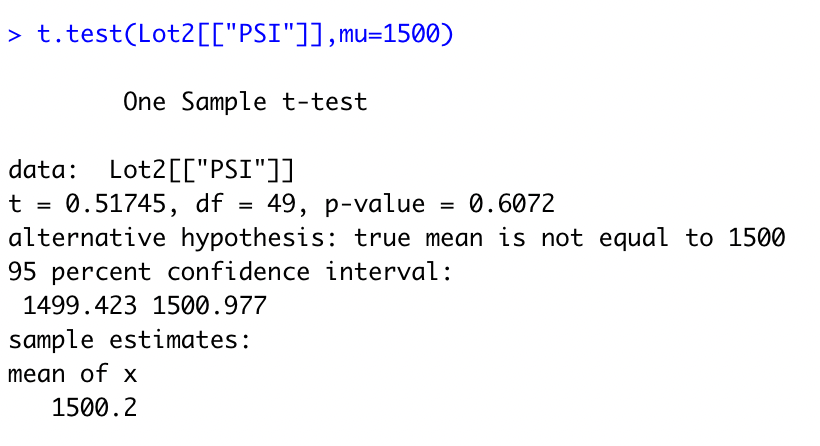 > t.test(Lot2[["PSI"]],mu=1500)
One Sample t-test
data:  Lot2[["PSI"]]
t = 0.51745, df = 49, p-value = 0.6072
alternative hypothesis: true mean is not equal to 1500
95 percent confidence interval:
 1499.423 1500.977
sample estimates:
mean of x
   1500.2